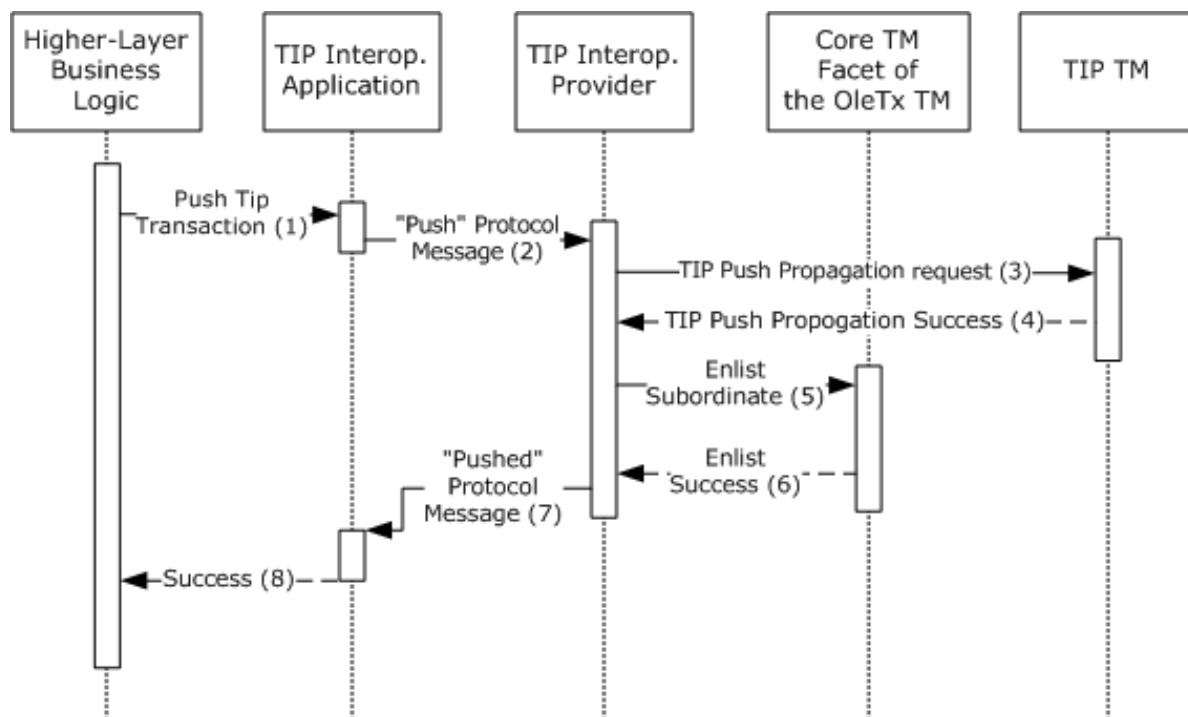 Higher-Layer
Business
Logic
TIP Interop.
Application
TIP Interop.
Provider
Core TM
Facet of
the OleTx TM
TIP TM
Push Tip
Transaction (1)
"Push" Protocol
Message (2)
TIP Push Propagation request (3)
TIP Push Propogation Success (4)
Enlist
Subordinate (5)
Enlist
Success (6)
"Pushed"
Protocol
Message (7)
Success (8)